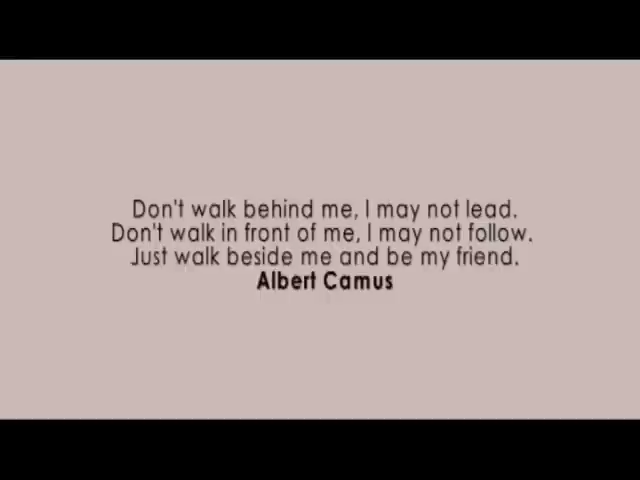 Don't walk behind me, I may not lead.
Don't walk in front of me, I may not follow.
Just walk beside me and be my friend.
Albert Camus